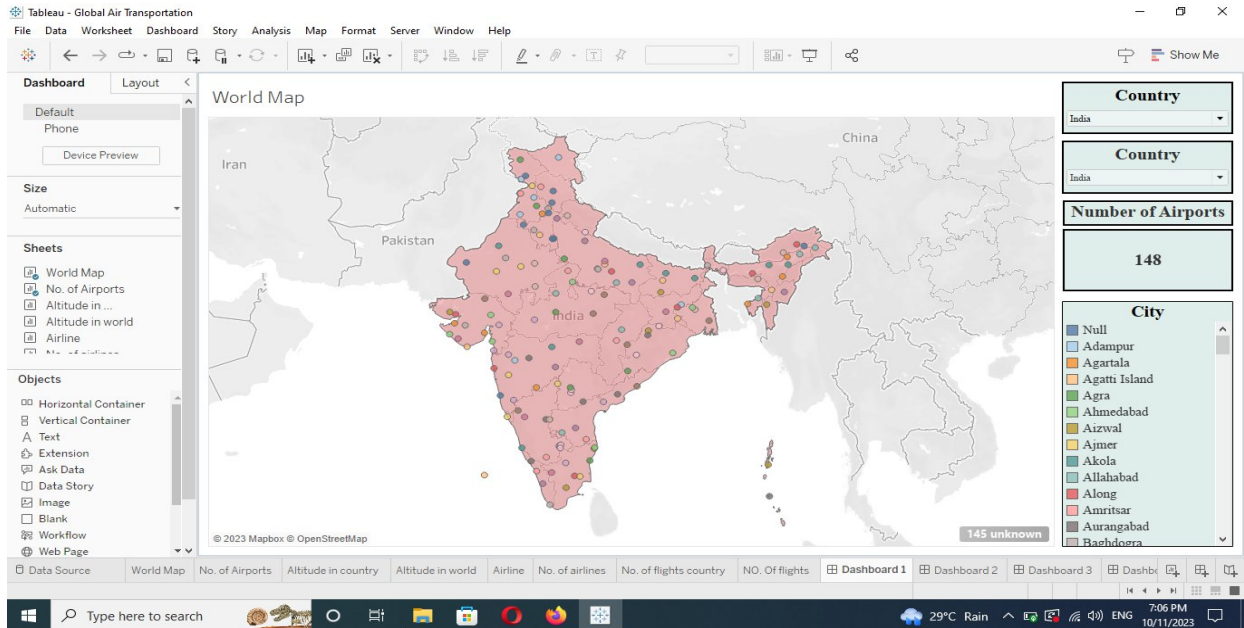 Tableau - Global Air Transportation
File Data Worksheet Dashboard Story Analysis Map Format Server Window Help
Show Me
Dashboard Layout
Default
Phone
Device Preview
Size
Automatic
Sheets
World Map
No. of Airports
Altitude in ...
Altitude in world
Airline
No. of airlines
Objects
Horizontal Container
Vertical Container
Text
Extension
Ask Data
Data Story
Image
Blank
Workflow
Web Page
World Map
Iran
China
Pakistan
India
© 2023 Mapbox © OpenStreetMap
145 unknown
Country
India
Country
India
Number of Airports
148
City
Null
Adampur
Agartala
Agatti Island
Agra
Ahmedabad
Aizwal
Ajmer
Akola
Allahabad
Along
Amritsar
Aurangabad
Baghdogra
Data Source World Map No. of Airports Altitude in country Altitude in world Airline No. of airlines No. of flights country NO. Of flights Dashboard 1 Dashboard 2 Dashboard 3 Dashbo
Type here to search
29°C Rain ENG
7:06 PM
10/11/2023